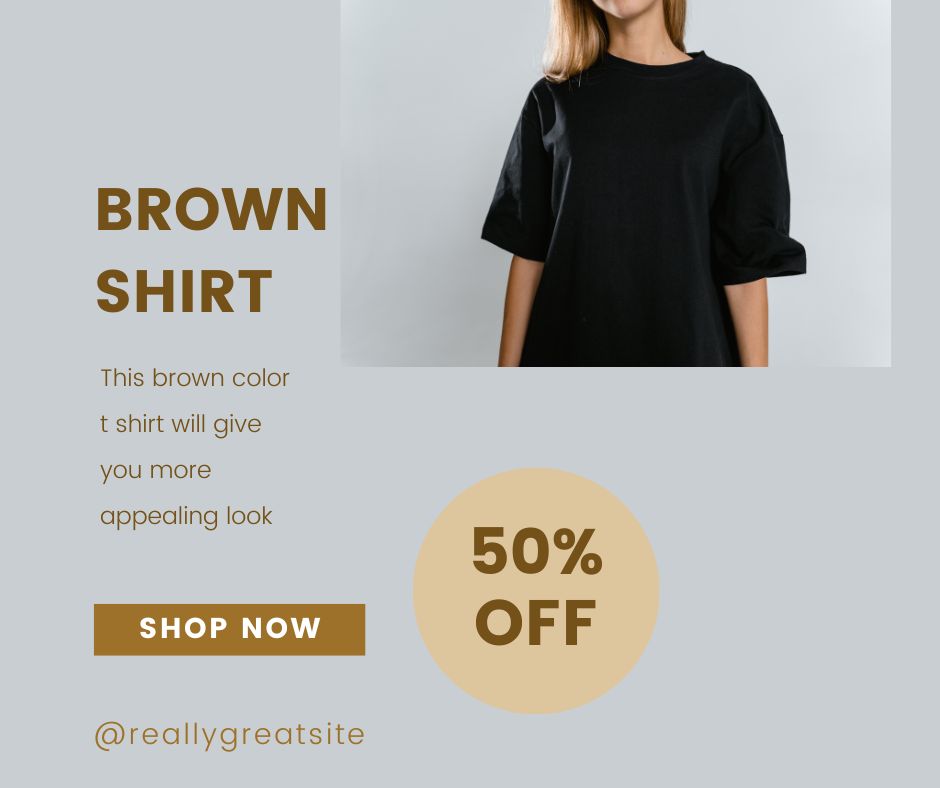 BROWN
SHIRT
This brown color
t shirt will give
you more
appealing look
50%
OFF
SHOP NOW
@reallygreatsite